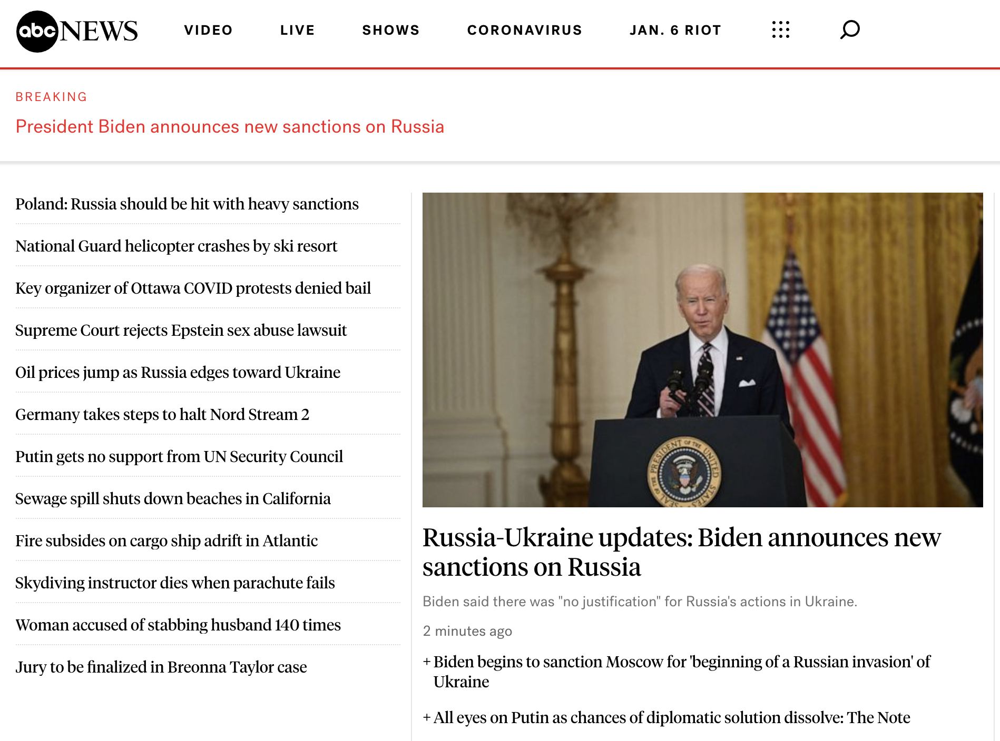 abc NEWS
VIDEO
LIVE
SHOWS
CORONAVIRUS
JAN. 6 RIOT
BREAKING
President Biden announces new sanctions on Russia
Poland: Russia should be hit with heavy sanctions
National Guard helicopter crashes by ski resort
Key organizer of Ottawa COVID protests denied bail
Supreme Court rejects Epstein sex abuse lawsuit
Oil prices jump as Russia edges toward Ukraine
Germany takes steps to halt Nord Stream 2
Putin gets no support from UN Security Council
Sewage spill shuts down beaches in California
Fire subsides on cargo ship adrift in Atlantic
Skydiving instructor dies when parachute fails
Woman accused of stabbing husband 140 times
Jury to be finalized in Breonna Taylor case
SEAL OF THE PRESIDENT OF THE UNITED STATES
Russia-Ukraine updates: Biden announces new
sanctions on Russia
Biden said there was "no justification" for Russia's actions in Ukraine.
2 minutes ago
+ Biden begins to sanction Moscow for 'beginning of a Russian invasion' of
Ukraine
+ All eyes on Putin as chances of diplomatic solution dissolve: The Note